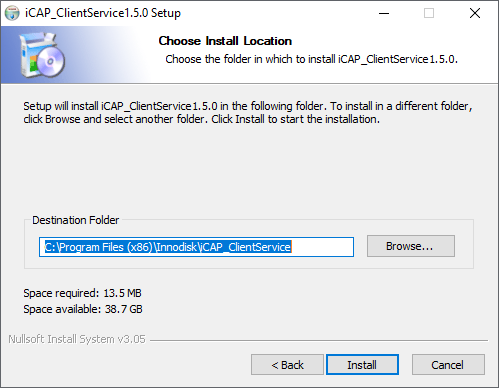 iCAP_ClientService1.5.0 Setup
Choose Install Location
Choose the folder in which to install iCAP_ClientService1.5.0.
Setup will install iCAP_ClientService1.5.0 in the following folder. To install in a different folder,
click Browse and select another folder. Click Install to start the installation.
Destination Folder
C:\Program Files (x86)\Innodisk\iCAP_ClientService
Browse...
Space required: 13.5 MB
Space available: 38.7 GB
Nullsoft Install System v3.05
< Back
Install
Cancel